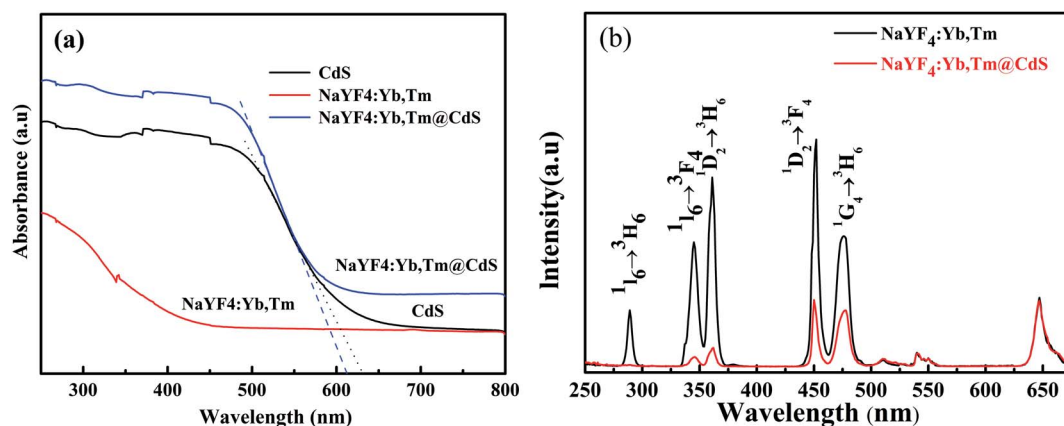 (a)
CdS
NaYF4:Yb,Tm
NaYF4:Yb,Tm@CdS
NaYF4:Yb,Tm@CdS
NaYF4:Yb,Tm
CdS
Absorbance (a.u)
300 400 500 600 700 800
Wavelength (nm)
(b)
NaYF₄:Yb,Tm
NaYF₄:Yb,Tm@CdS
¹I₆→³H₆
¹I₆→³F₄
¹D₂→³H₆
¹D₂→³F₄
¹G₄→³H₆
Intensity(a.u)
250 300 350 400 450 500 550 600 650
Wavelength (nm)